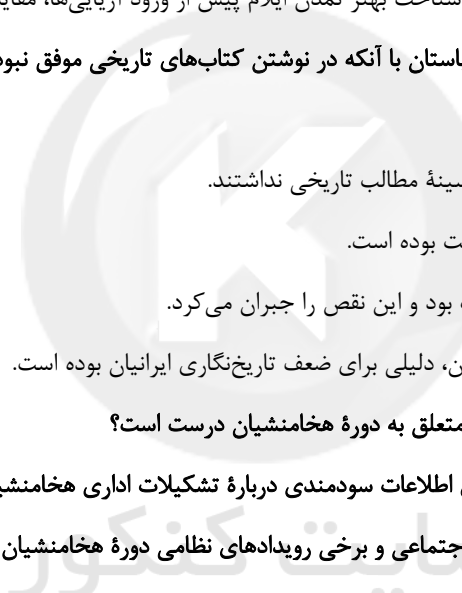 شناخت بهتر تمدن ایلام پیش از ورود آریایی‌ها،
باستان با آنکه در نوشتن کتاب‌های تاریخی موفق نبود
سینهٔ مطالب تاریخی نداشتند.
ت بوده است.
بود و این نقص را جبران می‌کرد.
ن، دلیلی برای ضعف تاریخ‌نگاری ایرانیان بوده است.
متعلق به دورهٔ هخامنشیان درست است؟
اطلاعات سودمندی دربارهٔ تشکیلات اداری هخامنشی
جتماعی و برخی رویدادهای نظامی دورهٔ هخامنشیان
سایت کنکور